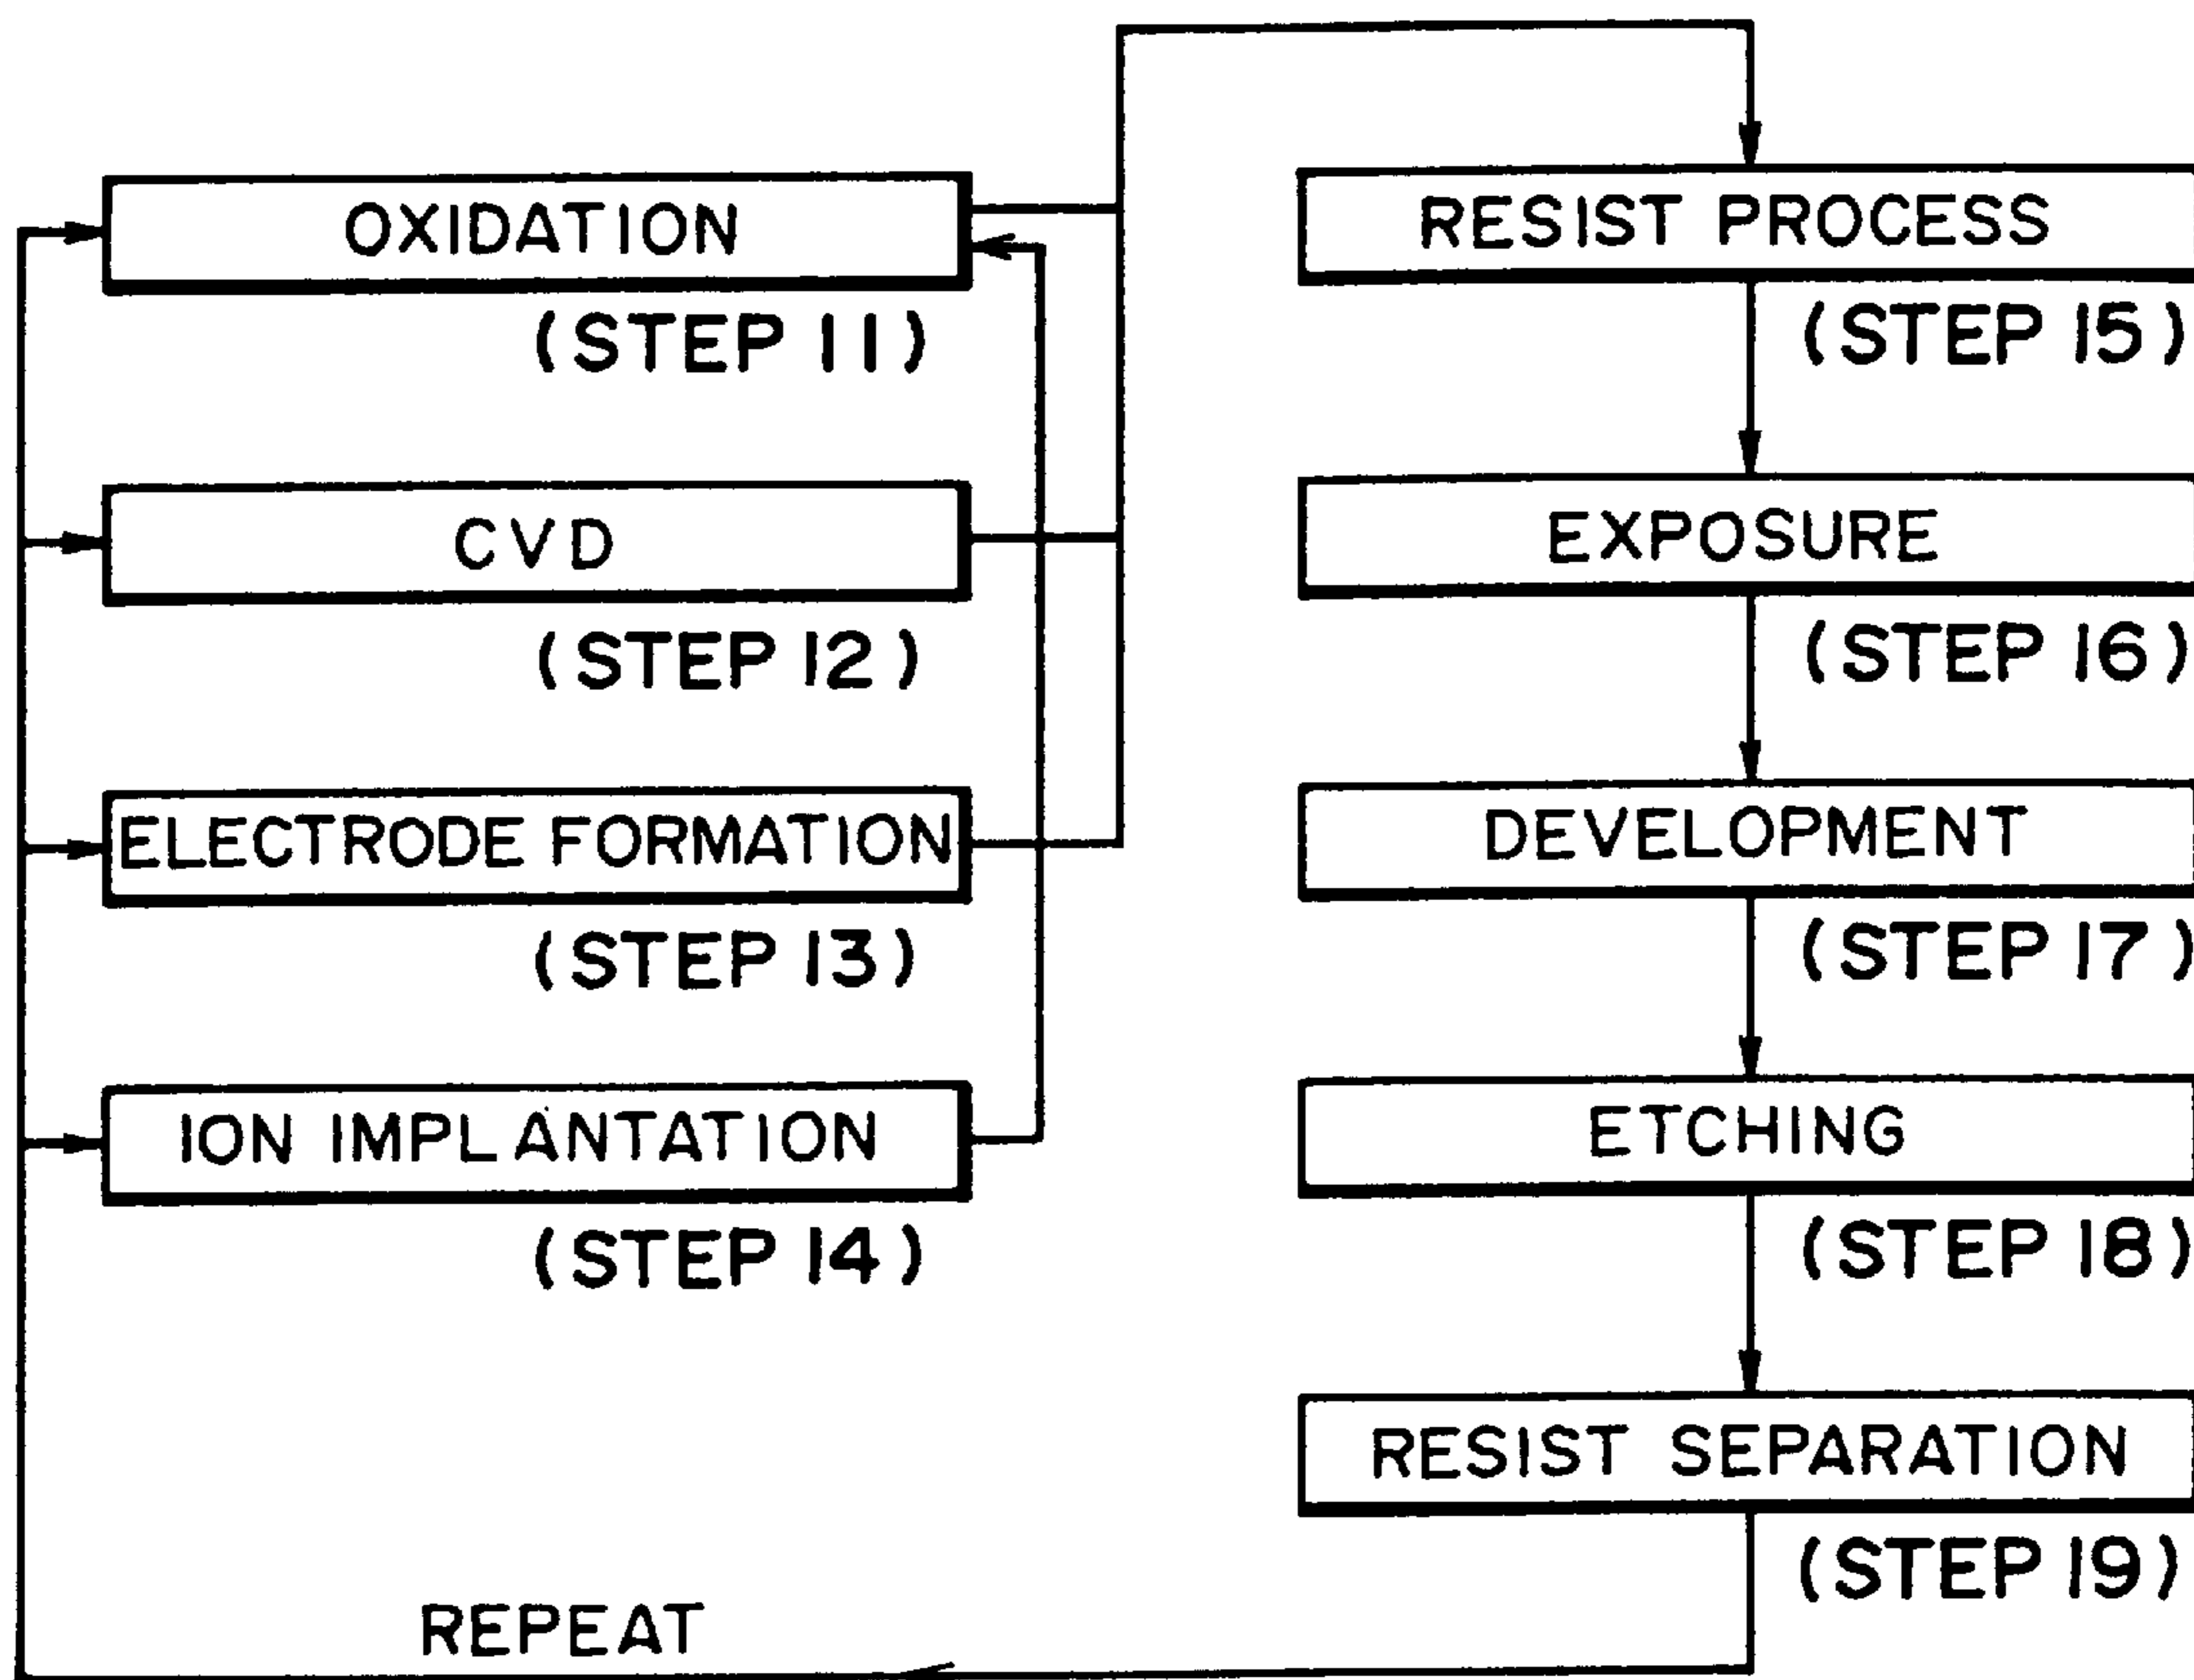 OXIDATION
(STEP 11)
CVD
(STEP 12)
ELECTRODE FORMATION
(STEP 13)
ION IMPLANTATION
(STEP 14)
RESIST PROCESS
(STEP 15)
EXPOSURE
(STEP 16)
DEVELOPMENT
(STEP 17)
ETCHING
(STEP 18)
RESIST SEPARATION
(STEP 19)
REPEAT